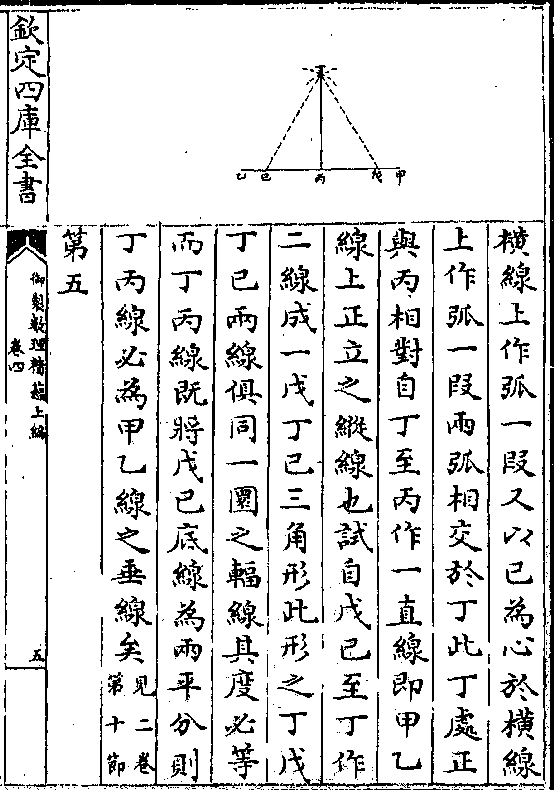 橫線上作弧一段又以己為心於橫線
上作弧一段兩弧相交於丁此丁處正
與丙相對自丁至丙作一直線即甲乙
線上正立之縱線也試自戊己至丁作
二線成一戊丁己三角形此形之丁戊
丁己兩線俱同一圜之輻線其度必等
而丁丙線既將戊己底線為兩平分則
丁丙線必為甲乙線之垂線矣見二卷第十節
第五
甲
戊
丙
己
乙
丁
欽定四庫全書
御製數理精蘊上編
卷四
五